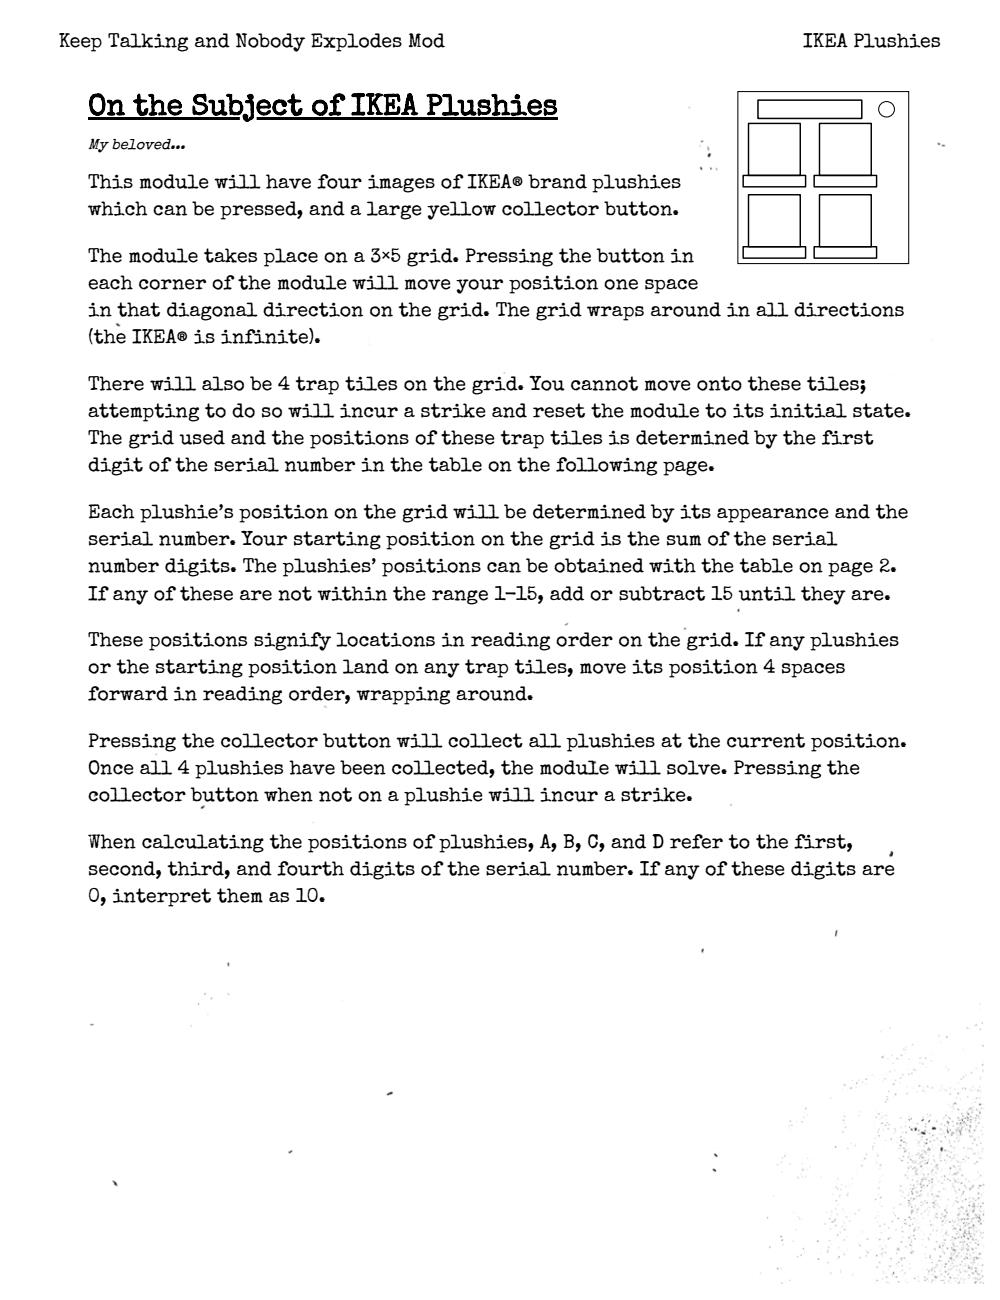 Keep Talking and Nobody Explodes Mod
IKEA Plushies
On the Subject of IKEA Plushies
My beloved...
This module will have four images of IKEA® brand plushies
which can be pressed, and a large yellow collector button.
The module takes place on a 3×5 grid. Pressing the button in
each corner of the module will move your position one space
in that diagonal direction on the grid. The grid wraps around in all directions
(the IKEA® is infinite).
There will also be 4 trap tiles on the grid. You cannot move onto these tiles;
attempting to do so will incur a strike and reset the module to its initial state.
The grid used and the positions of these trap tiles is determined by the first
digit of the serial number in the table on the following page.
Each plushie's position on the grid will be determined by its appearance and the
serial number. Your starting position on the grid is the sum of the serial
number digits. The plushies' positions can be obtained with the table on page 2.
If any of these are not within the range 1–15, add or subtract 15 until they are.
These positions signify locations in reading order on the grid. If any plushies
or the starting position land on any trap tiles, move its position 4 spaces
forward in reading order, wrapping around.
Pressing the collector button will collect all plushies at the current position.
Once all 4 plushies have been collected, the module will solve. Pressing the
collector button when not on a plushie will incur a strike.
When calculating the positions of plushies, A, B, C, and D refer to the first,
second, third, and fourth digits of the serial number. If any of these digits are
0, interpret them as 10.